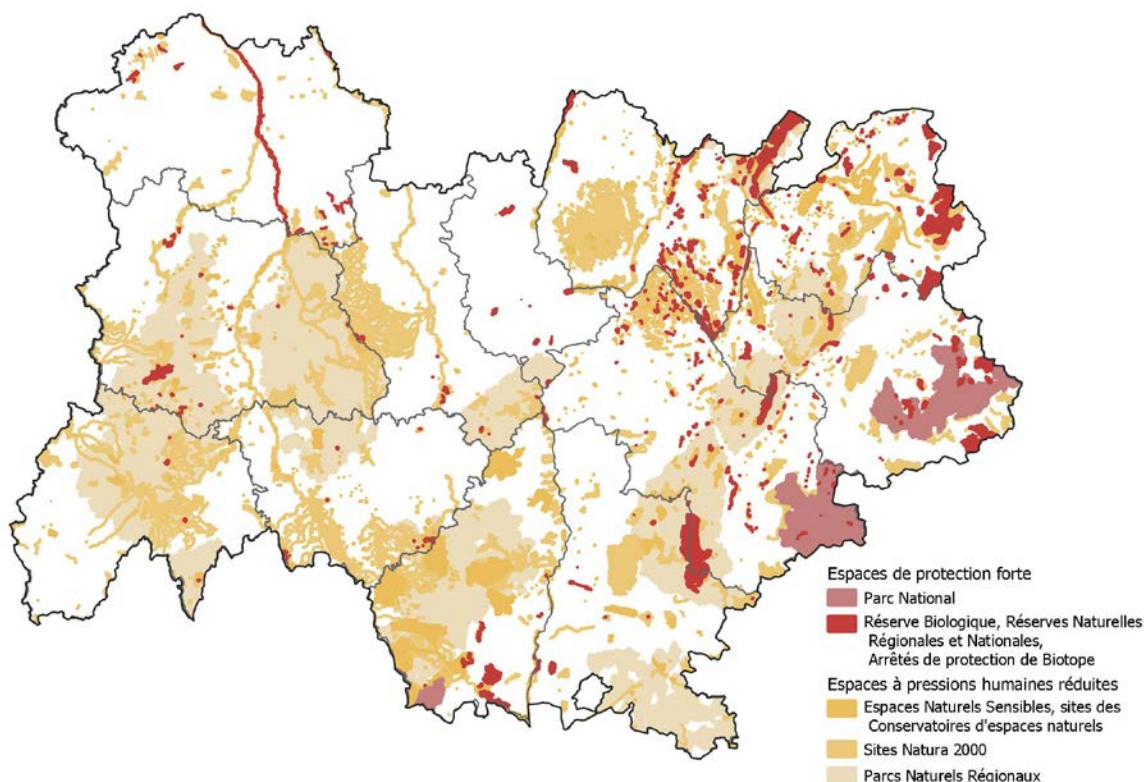 Espaces de protection forte
Parc National
Réserve Biologique, Réserves Naturelles
Régionales et Nationales,
Arrêtés de protection de Biotope
Espaces à pressions humaines réduites
Espaces Naturels Sensibles, sites des
Conservatoires d'espaces naturels
Sites Natura 2000
Parcs Naturels Régionaux